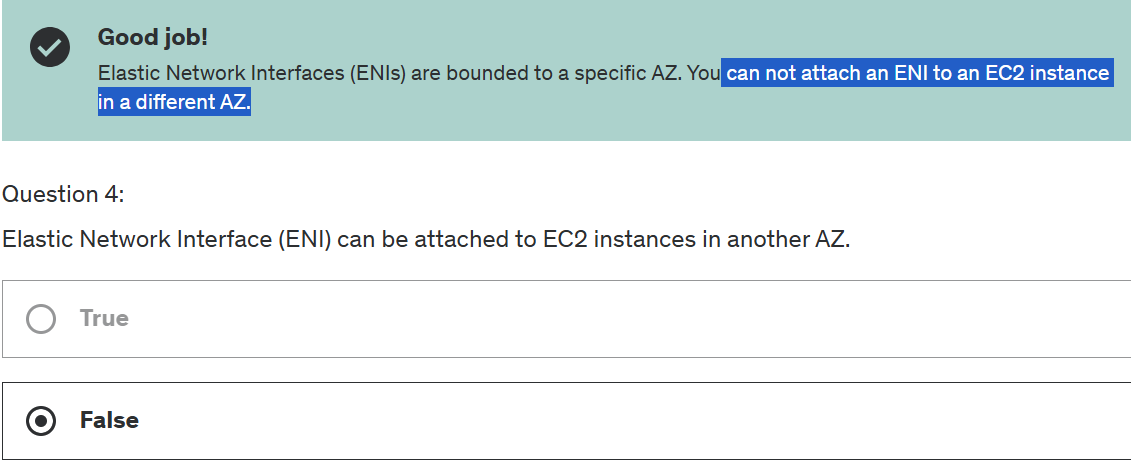 Good job!
Elastic Network Interfaces (ENIs) are bounded to a specific AZ. You can not attach an ENI to an EC2 instance
in a different AZ.
Question 4:
Elastic Network Interface (ENI) can be attached to EC2 instances in another AZ.
True
False